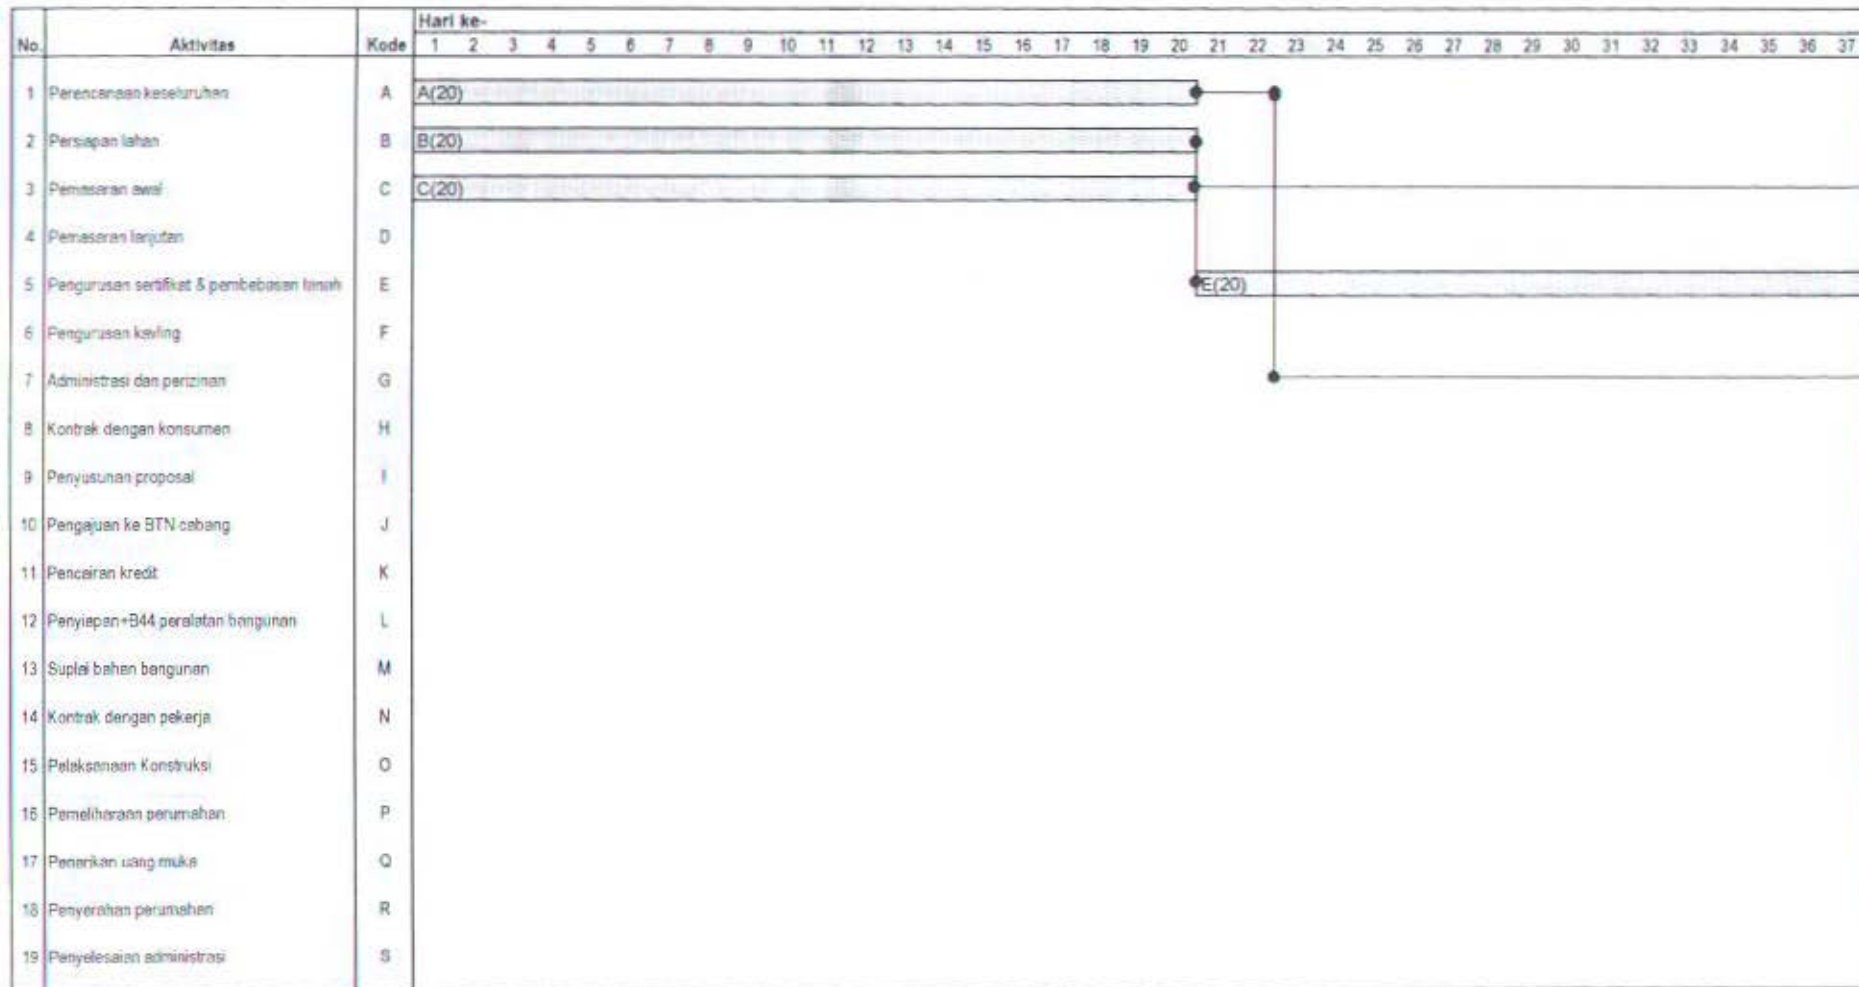 Hari ke-
No. Aktivitas Kode 1 2 3 4 5 6 7 8 9 10 11 12 13 14 15 16 17 18 19 20 21 22 23 24 25 26 27 28 29 30 31 32 33 34 35 36 37
1 Perencanaan keseluruhan A A(20)
2 Persiapan lahan B B(20)
3 Pemasaran awal C C(20)
4 Pemasaran lanjutan D
5 Pengurusan sertifikat & pembebasan tanah E E(20)
6 Pengurusan kavling F
7 Administrasi dan perizinan G
8 Kontrak dengan konsumen H
9 Penyusunan proposal I
10 Pengajuan ke BTN cabang J
11 Pencairan kredit K
12 Penyiapan+B44 peralatan bangunan L
13 Suplai bahan bangunan M
14 Kontrak dengan pekerja N
15 Pelaksanaan Konstruksi O
16 Pemeliharaan perumahan P
17 Penarikan uang muka Q
18 Penyerahan perumahan R
19 Penyelesaian administrasi S